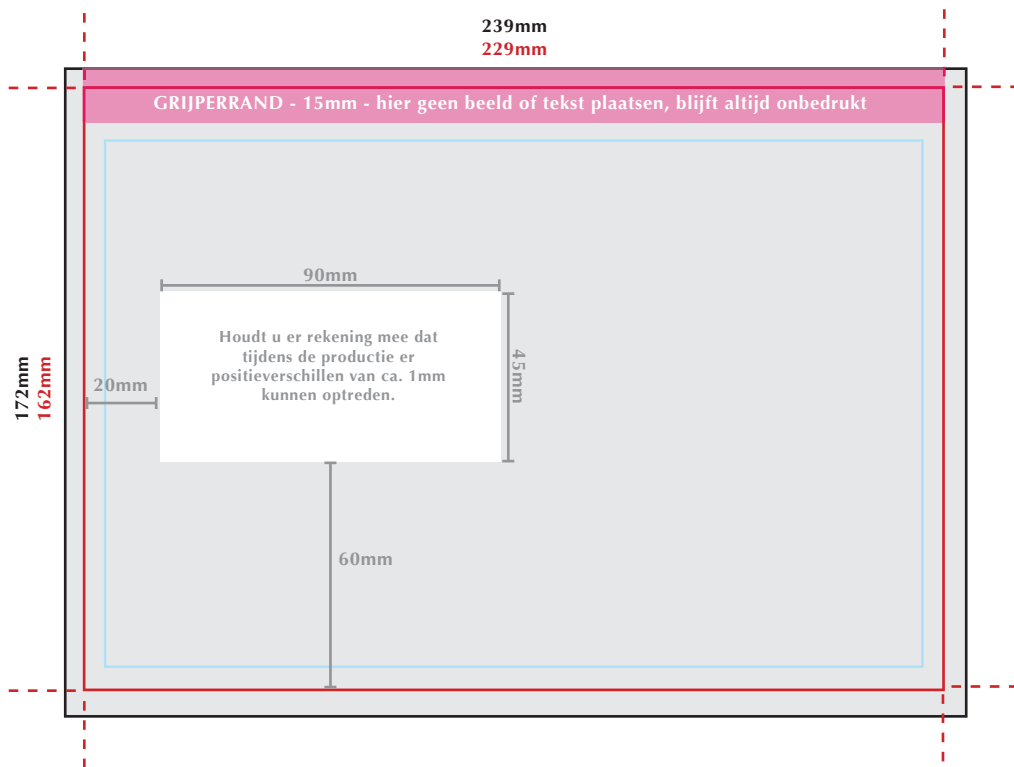 239mm
229mm
GRIJPERRAND - 15mm - hier geen beeld of tekst plaatsen, blijft altijd onbedrukt
90mm
Houdt u er rekening mee dat
tijdens de productie er
positieverschillen van ca. 1mm
kunnen optreden.
45mm
20mm
172mm
162mm
60mm